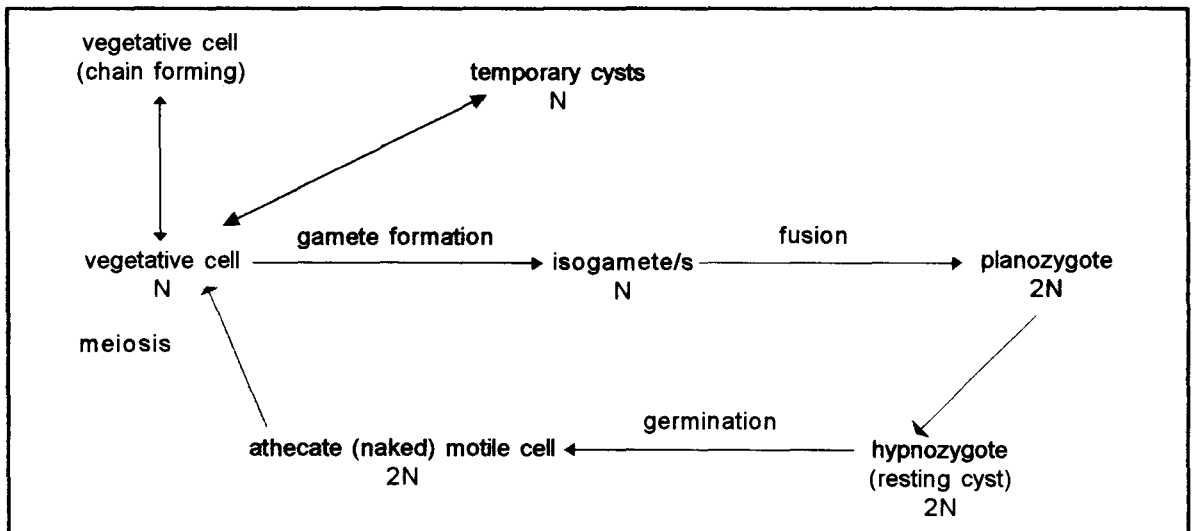 vegetative cell
(chain forming)
temporary cysts
N
gamete formation
fusion
vegetative cell
N
isogamete/s
N
planozygote
2N
meiosis
germination
athecate (naked) motile cell
2N
hypnozygote
(resting cyst)
2N